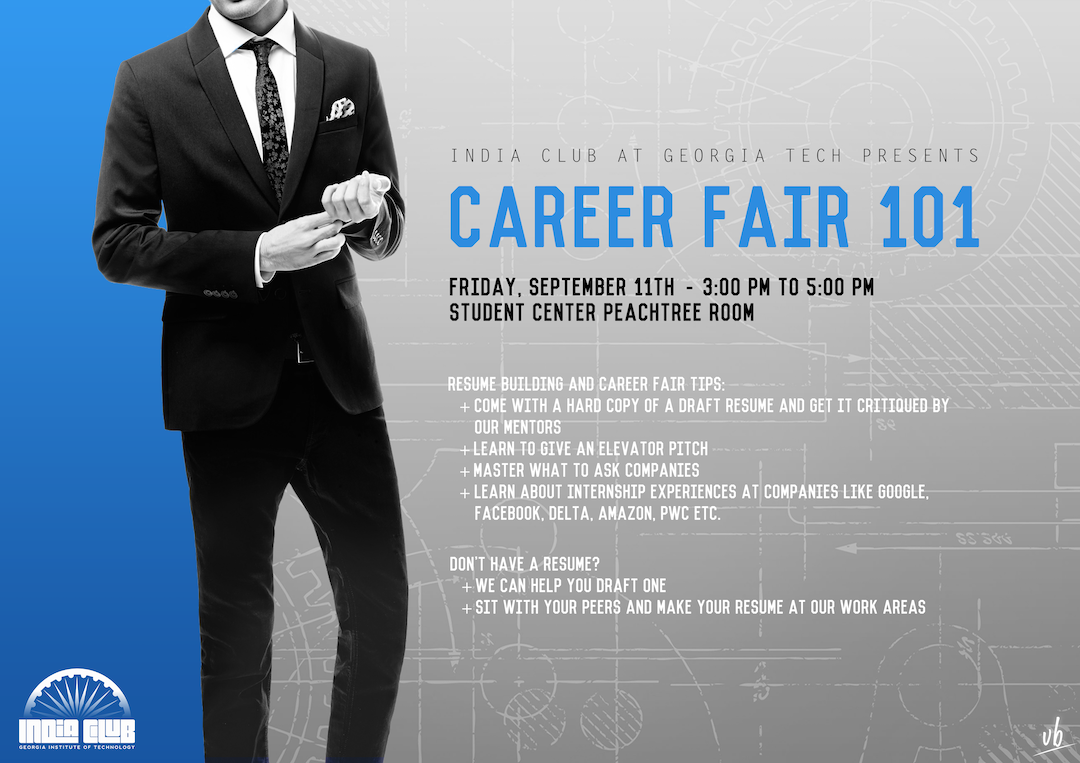 INDIA CLUB AT GEORGIA TECH PRESENTS
CAREER FAIR 101
FRIDAY, SEPTEMBER 11TH - 3:00 PM TO 5:00 PM
STUDENT CENTER PEACHTREE ROOM
RESUME BUILDING AND CAREER FAIR TIPS:
+ COME WITH A HARD COPY OF A DRAFT RESUME AND GET IT CRITIQUED BY
OUR MENTORS
+ LEARN TO GIVE AN ELEVATOR PITCH
+ MASTER WHAT TO ASK COMPANIES
+ LEARN ABOUT INTERNSHIP EXPERIENCES AT COMPANIES LIKE GOOGLE,
FACEBOOK, DELTA, AMAZON, PWC ETC.
DON'T HAVE A RESUME?
+ WE CAN HELP YOU DRAFT ONE
+ SIT WITH YOUR PEERS AND MAKE YOUR RESUME AT OUR WORK AREAS
INDIA CLUB
GEORGIA INSTITUTE OF TECHNOLOGY
vb